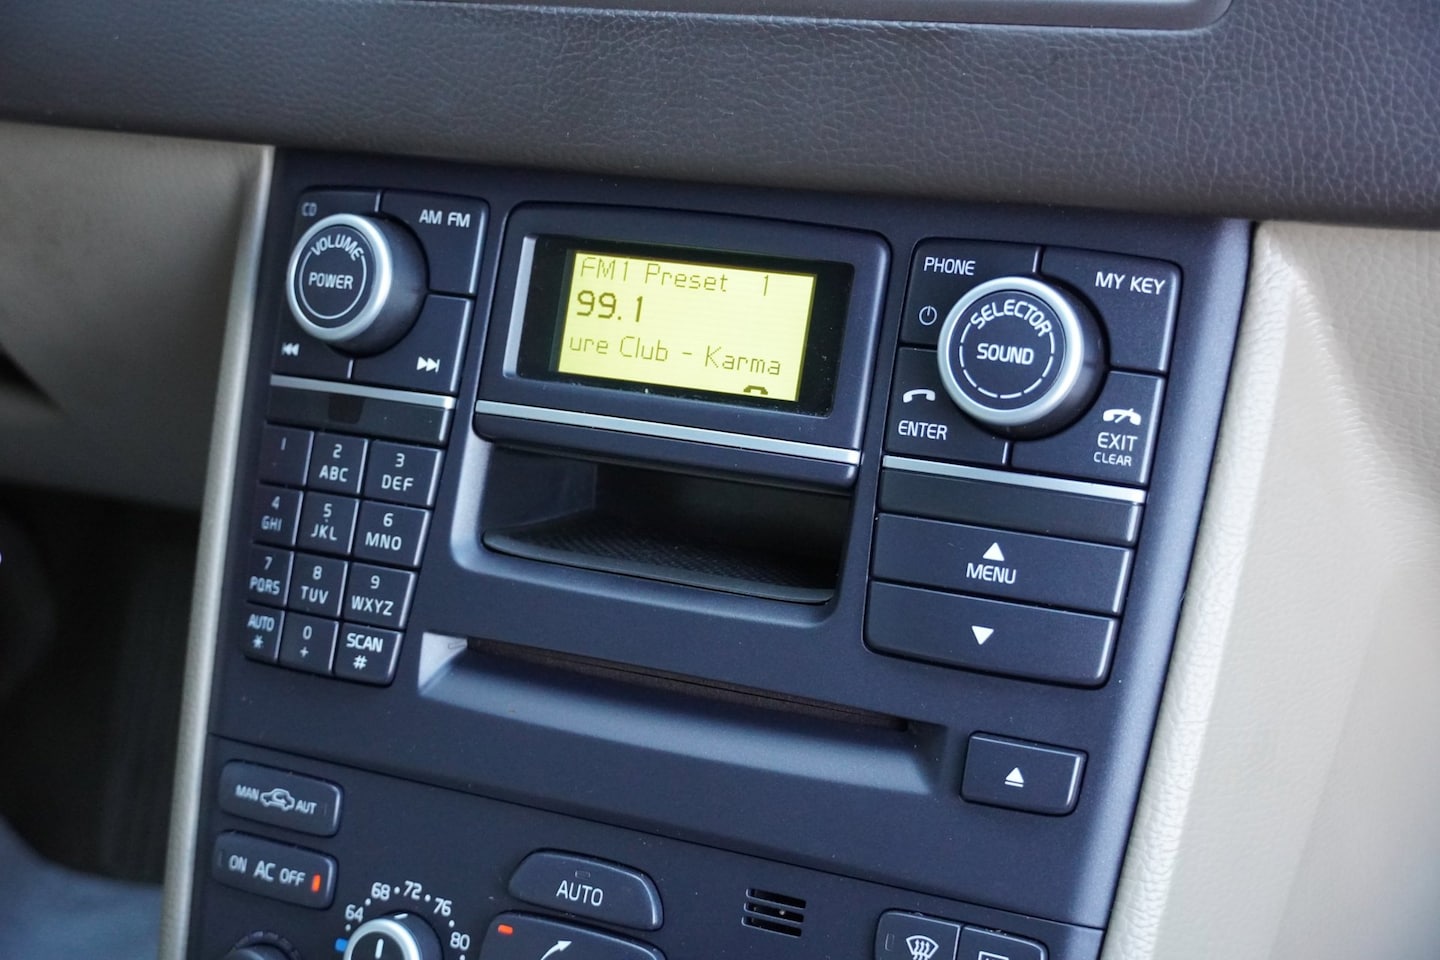 CD
AM FM
VOLUME
POWER
FM1 Preset 1
99.1
ure Club - Karma
PHONE
MY KEY
SELECTOR
SOUND
ENTER
EXIT
CLEAR
1
2
ABC
3
DEF
4
GHI
5
JKL
6
MNO
7
PQRS
8
TUV
9
WXYZ
AUTO
*
0
+
SCAN
#
MENU
MAN AUT
ON AC OFF
64 68 72 76 80
AUTO